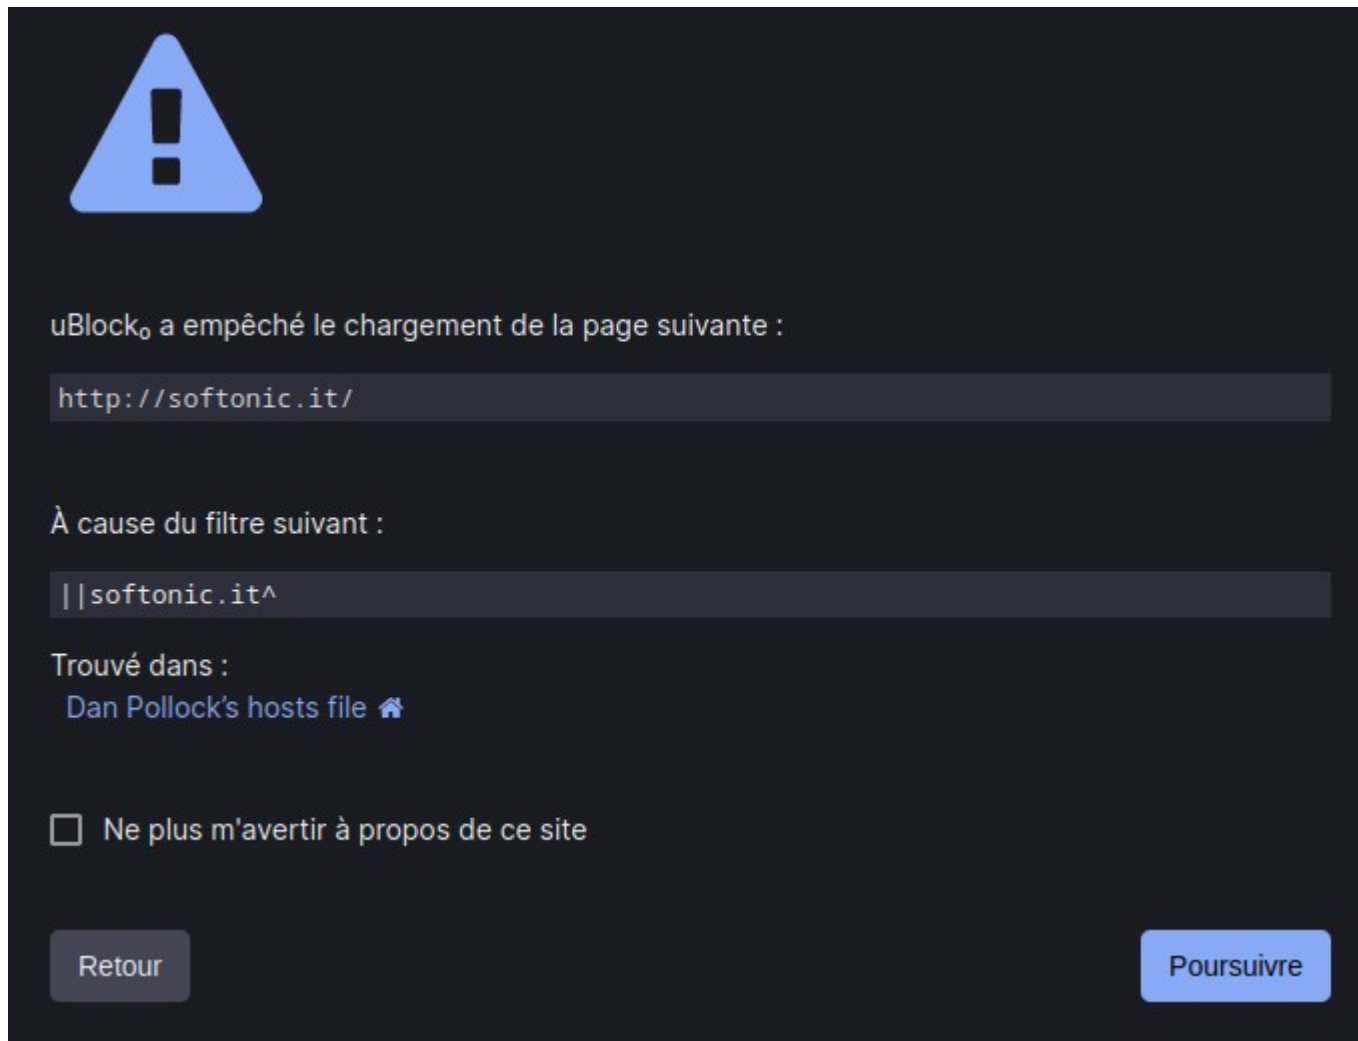 uBlock₀ a empêché le chargement de la page suivante :
http://softonic.it/
À cause du filtre suivant :
||softonic.it^
Trouvé dans :
Dan Pollock’s hosts file
Ne plus m'avertir à propos de ce site
Retour
Poursuivre